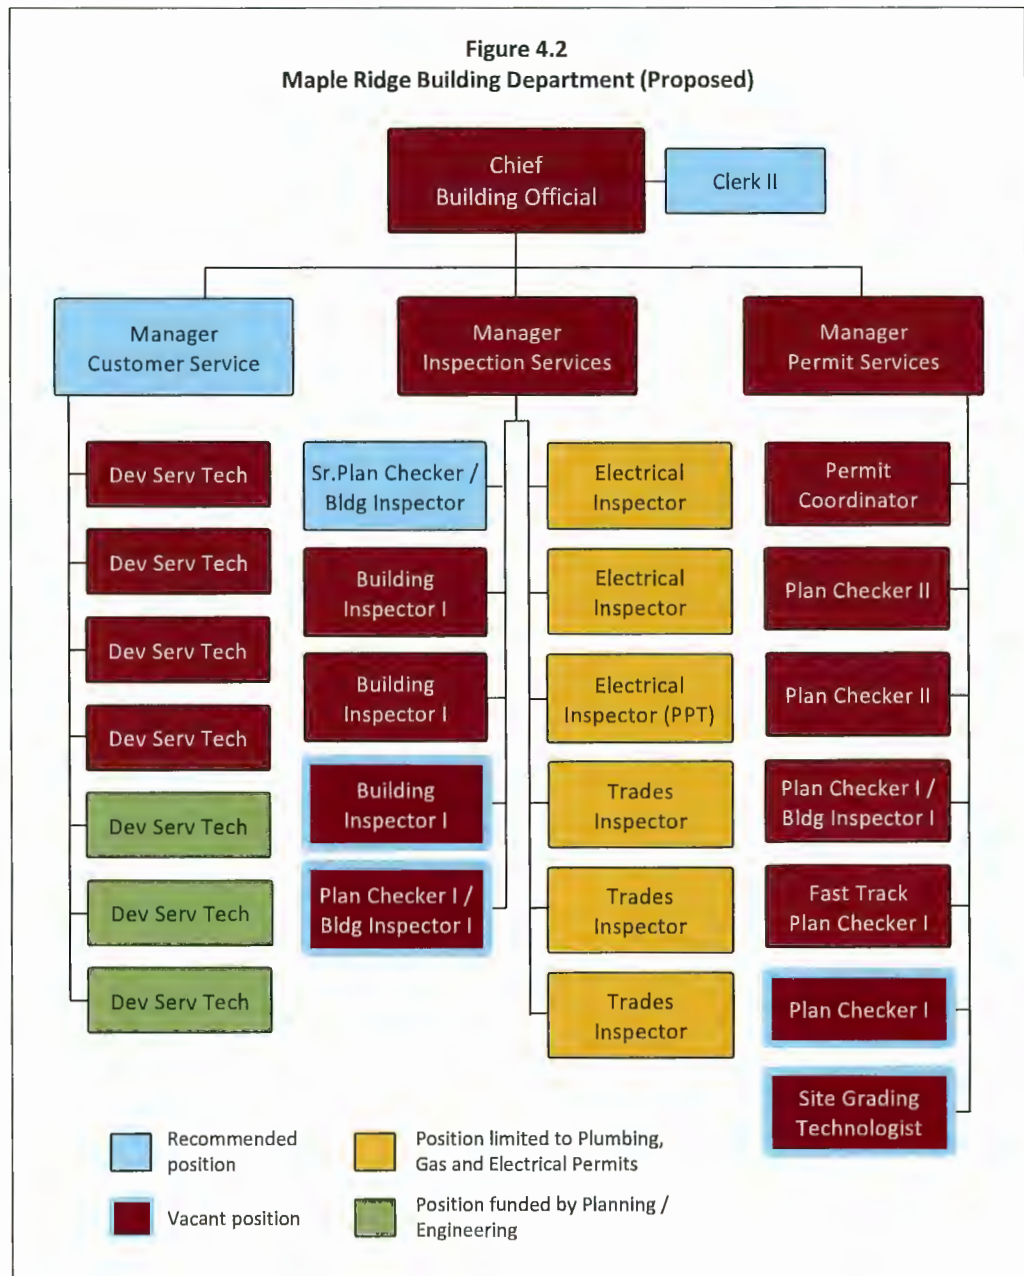 Figure 4.2
Maple Ridge Building Department (Proposed)
Chief
Building Official
Clerk II
Manager
Customer Service
Manager
Inspection Services
Manager
Permit Services
Dev Serv Tech
Dev Serv Tech
Dev Serv Tech
Dev Serv Tech
Dev Serv Tech
Dev Serv Tech
Dev Serv Tech
Sr.Plan Checker /
Bldg Inspector
Building
Inspector I
Building
Inspector I
Building
Inspector I
Plan Checker I /
Bldg Inspector I
Electrical
Inspector
Electrical
Inspector
Electrical
Inspector (PPT)
Trades
Inspector
Trades
Inspector
Trades
Inspector
Permit
Coordinator
Plan Checker II
Plan Checker II
Plan Checker I /
Bldg Inspector I
Fast Track
Plan Checker I
Plan Checker I
Site Grading
Technologist
Recommended
position
Vacant position
Position limited to Plumbing,
Gas and Electrical Permits
Position funded by Planning /
Engineering